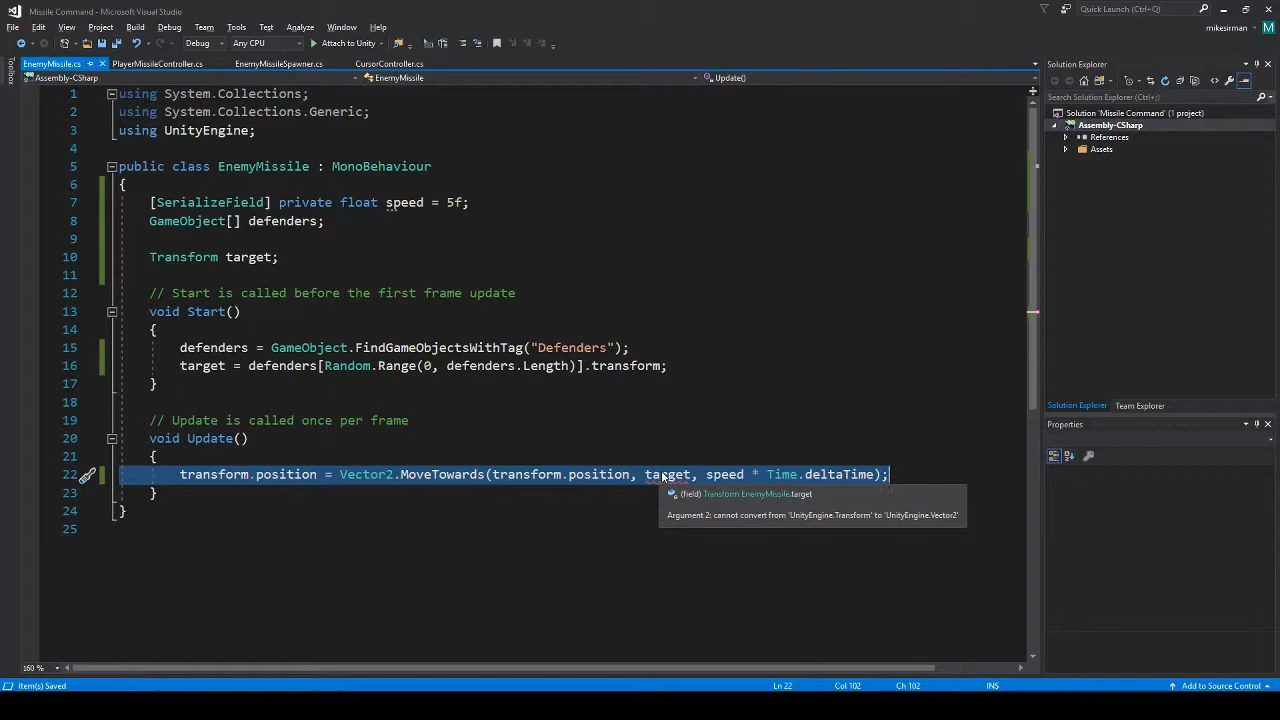 Missile Command - Microsoft Visual Studio
Quick Launch (Ctrl+Q)
File Edit View Project Build Debug Team Tools Test Analyze Window Help
mikesirman
Debug Any CPU Attach to Unity
Toolbox
EnemyMissile.cs PlayerMissileController.cs EnemyMissileSpawner.cs CursorController.cs
Assembly-CSharp EnemyMissile Update()
1 using System.Collections;
2 using System.Collections.Generic;
3 using UnityEngine;
4
5 public class EnemyMissile : MonoBehaviour
6 {
7 [SerializeField] private float speed = 5f;
8 GameObject[] defenders;
9
10 Transform target;
11
12 // Start is called before the first frame update
13 void Start()
14 {
15 defenders = GameObject.FindGameObjectsWithTag("Defenders");
16 target = defenders[Random.Range(0, defenders.Length)].transform;
17 }
18
19 // Update is called once per frame
20 void Update()
21 {
22 transform.position = Vector2.MoveTowards(transform.position, target, speed * Time.deltaTime);
23 }
24 }
25
(field) Transform EnemyMissile.target
Argument 2: cannot convert from 'UnityEngine.Transform' to 'UnityEngine.Vector2'
160 %
Solution Explorer
Search Solution Explorer (Ctrl+;)
Solution 'Missile Command' (1 project)
Assembly-CSharp
References
Assets
Solution Explorer Team Explorer
Properties
Item(s) Saved Ln 22 Col 102 Ch 102 INS Add to Source Control